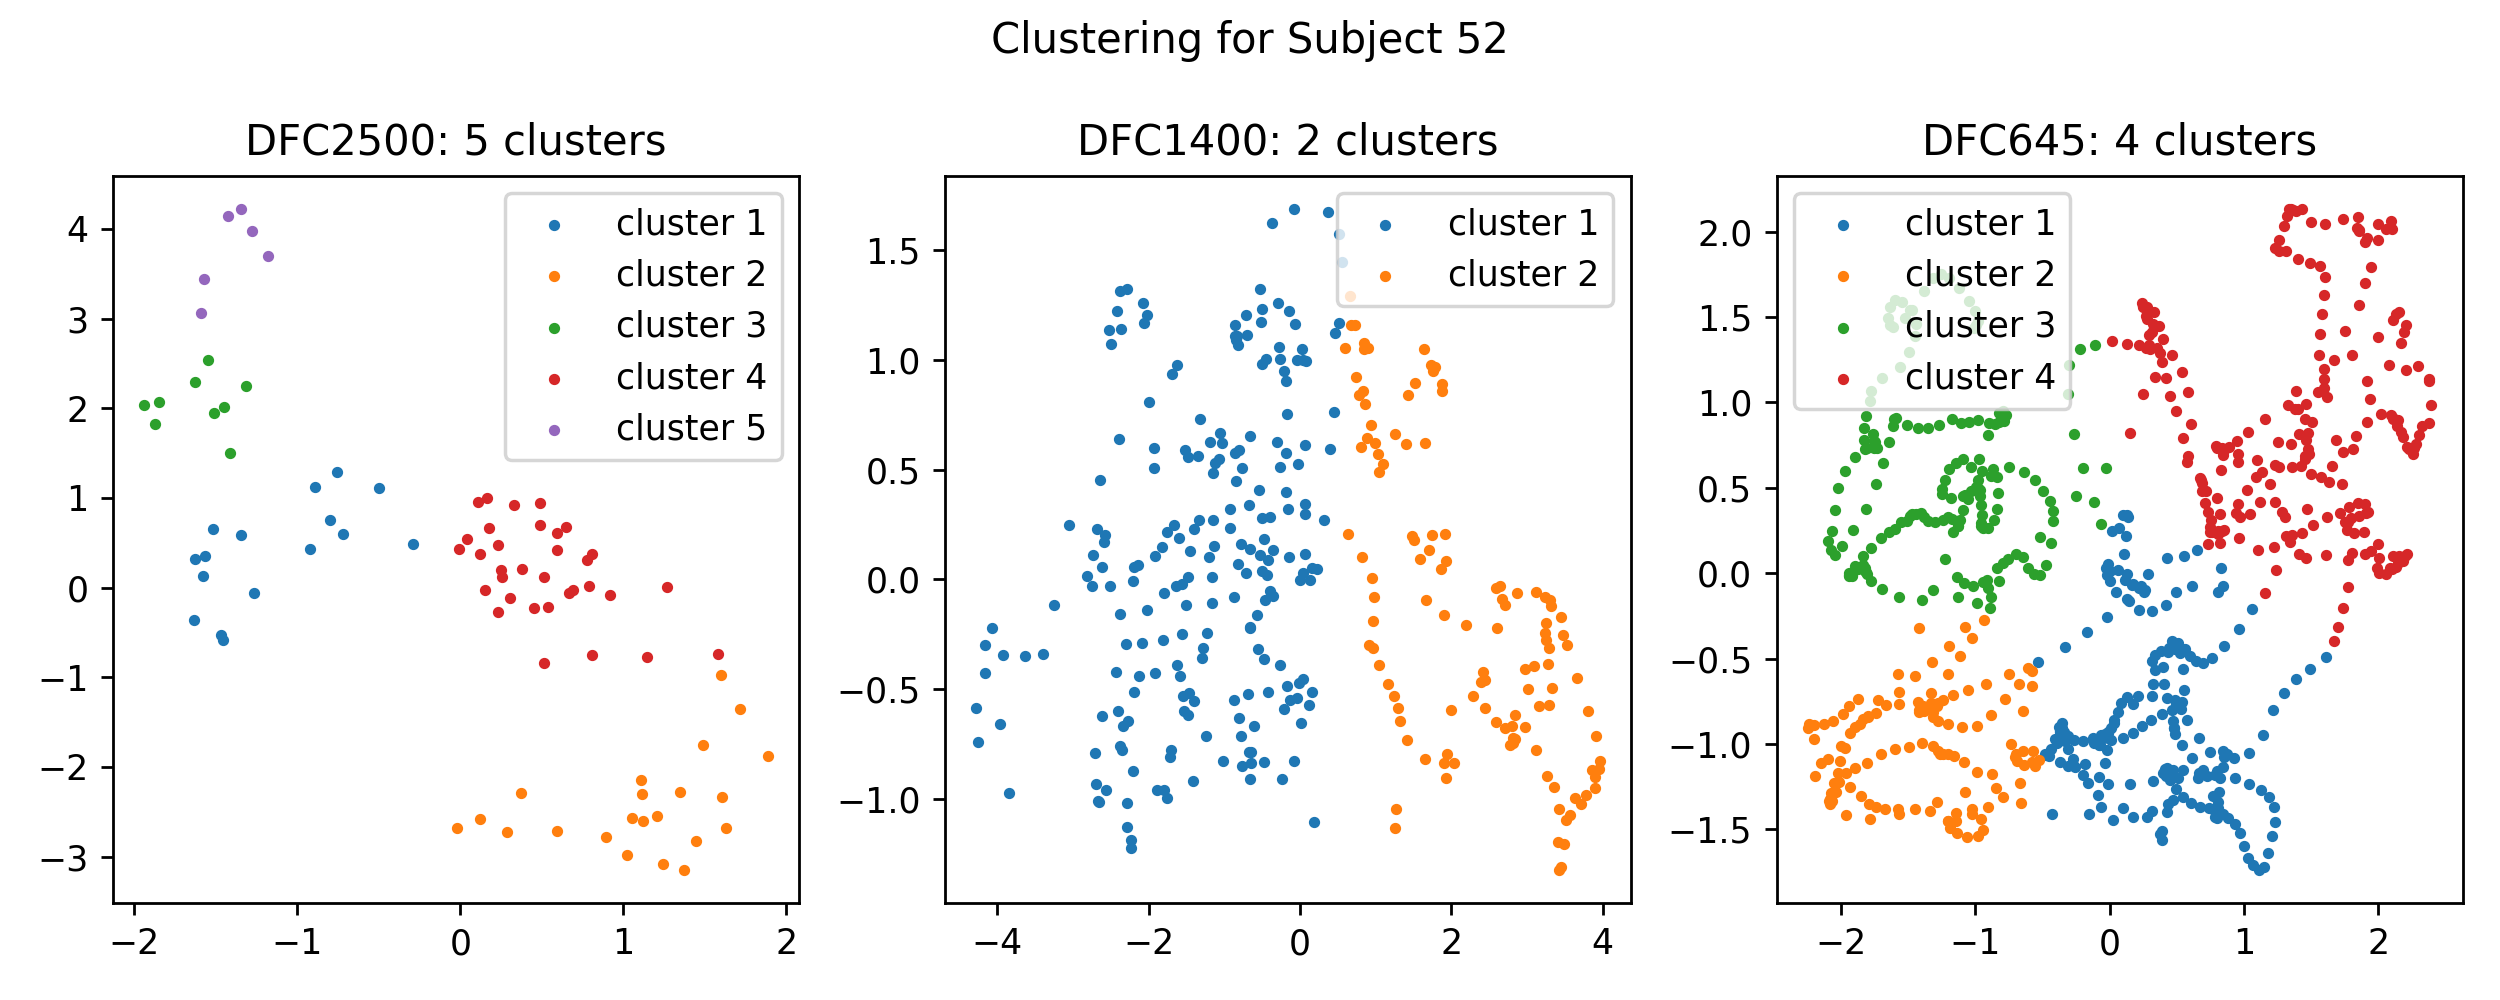 Clustering for Subject 52
DFC2500: 5 clusters
4
3
2
1
0
−1
−2
−3
−2
−1
0
1
2
cluster 1
cluster 2
cluster 3
cluster 4
cluster 5
DFC1400: 2 clusters
1.5
1.0
0.5
0.0
−0.5
−1.0
−4
−2
0
2
4
cluster 1
cluster 2
DFC645: 4 clusters
2.0
1.5
1.0
0.5
0.0
−0.5
−1.0
−1.5
−2
−1
0
1
2
cluster 1
cluster 2
cluster 3
cluster 4